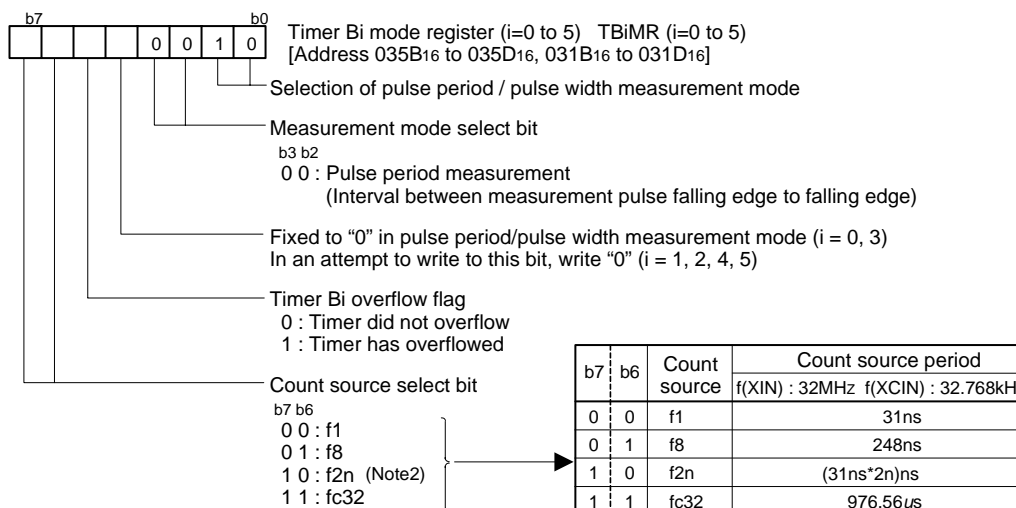 b7 b0
0 0 1 0
Timer Bi mode register (i=0 to 5) TBiMR (i=0 to 5)
[Address 035B16 to 035D16, 031B16 to 031D16]
Selection of pulse period / pulse width measurement mode
Measurement mode select bit
b3 b2
0 0 : Pulse period measurement
(Interval between measurement pulse falling edge to falling edge)
Fixed to “0” in pulse period/pulse width measurement mode (i = 0, 3)
In an attempt to write to this bit, write “0” (i = 1, 2, 4, 5)
Timer Bi overflow flag
0 : Timer did not overflow
1 : Timer has overflowed
Count source select bit
b7 b6
0 0 : f1
0 1 : f8
1 0 : f2n (Note2)
1 1 : fc32
b7 b6 Count source Count source period
f(XIN) : 32MHz f(XCIN) : 32.768kH
0 0 f1 31ns
0 1 f8 248ns
1 0 f2n (31ns*2n)ns
1 1 fc32 976.56us